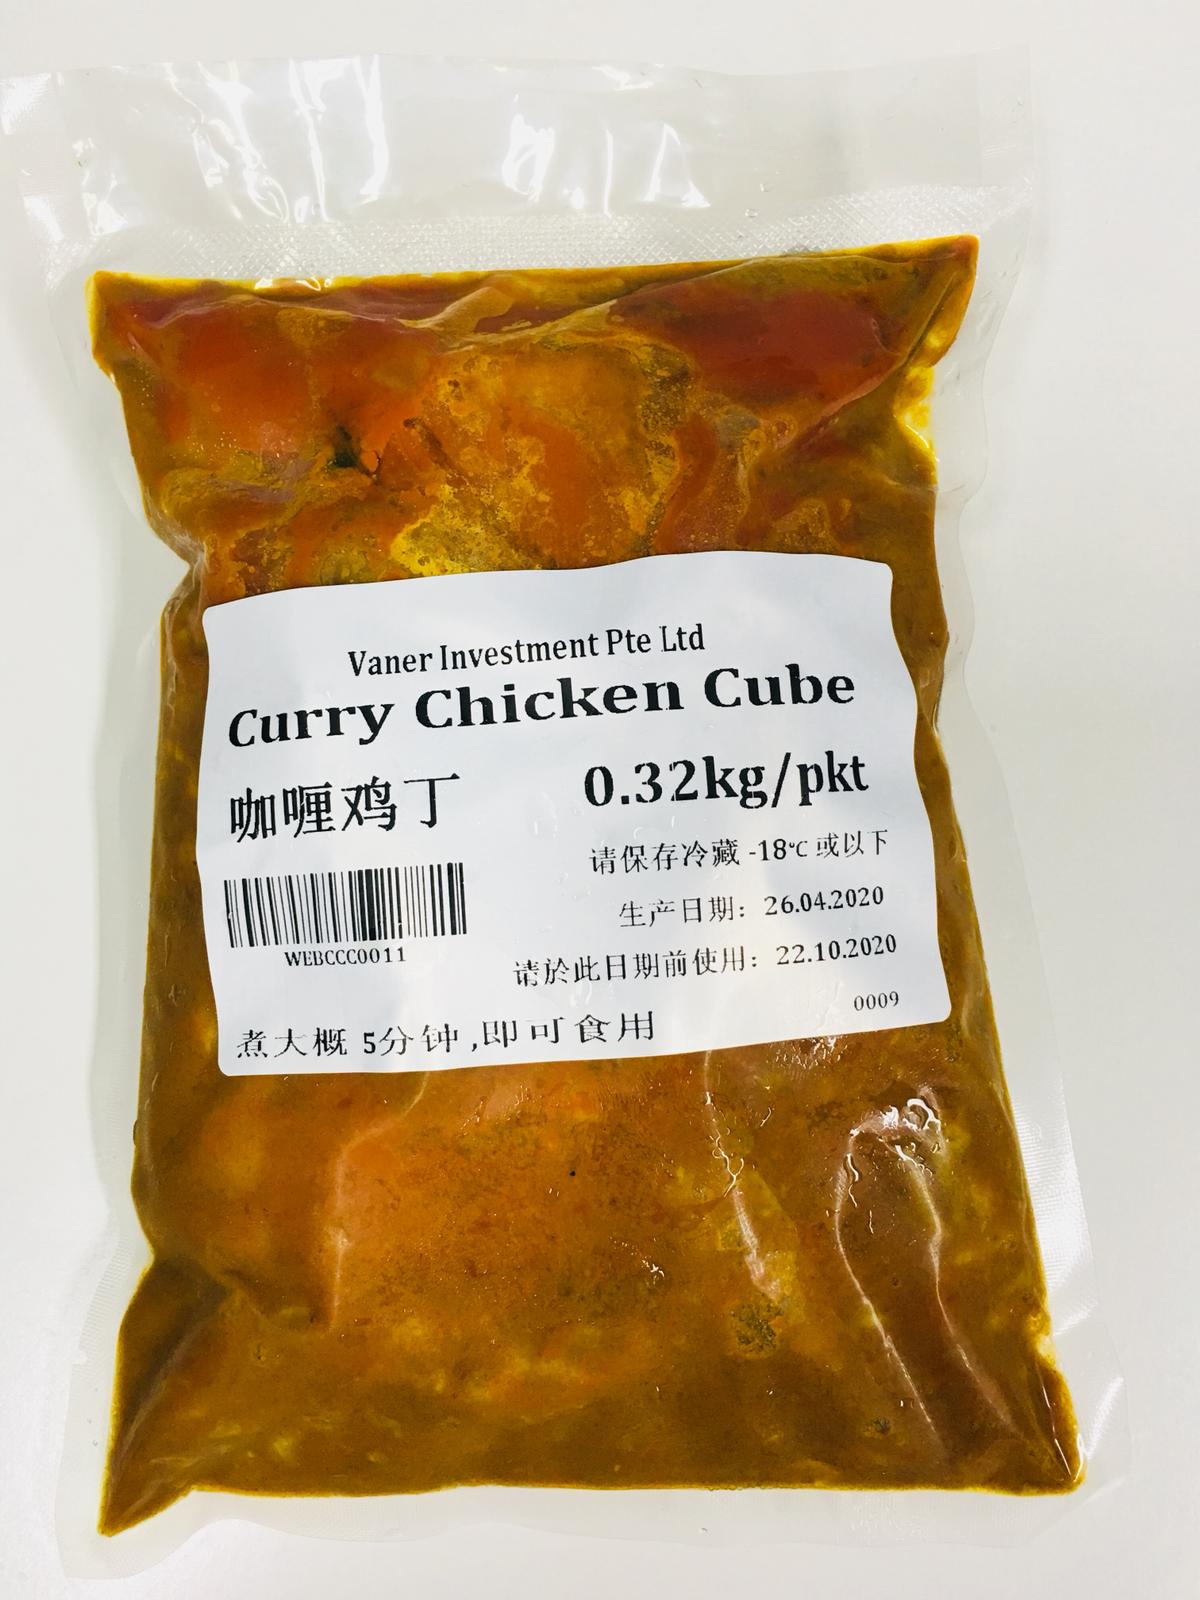 Vaner Investment Pte Ltd
Curry Chicken Cube
咖喱鸡丁
0.32kg/pkt
请保存冷藏 -18℃ 或以下
生产日期：26.04.2020
WEBCCC0011
请於此日期前使用：22.10.2020
0009
煮大概 5分钟 ,即可食用